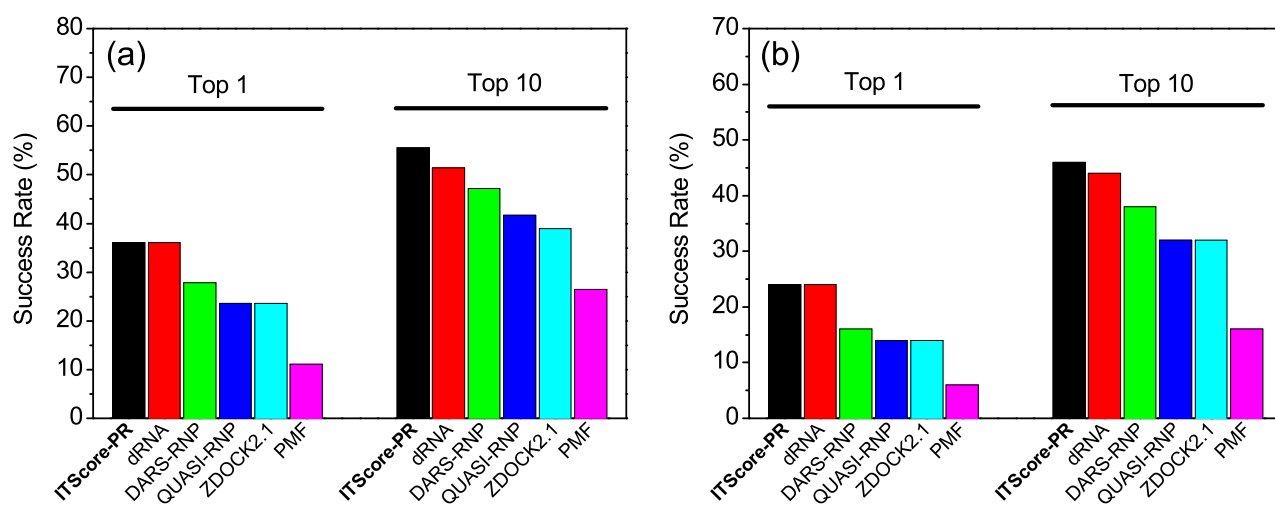 (a)
Top 1
Top 10
Success Rate (%)
80
70
60
50
40
30
20
10
0
ITScore-PR
dRNA
DARS-RNP
QUASI-RNP
ZDOCK2.1
PMF
ITScore-PR
dRNA
DARS-RNP
QUASI-RNP
ZDOCK2.1
PMF
(b)
Top 1
Top 10
Success Rate (%)
70
60
50
40
30
20
10
0
ITScore-PR
dRNA
DARS-RNP
QUASI-RNP
ZDOCK2.1
PMF
ITScore-PR
dRNA
DARS-RNP
QUASI-RNP
ZDOCK2.1
PMF